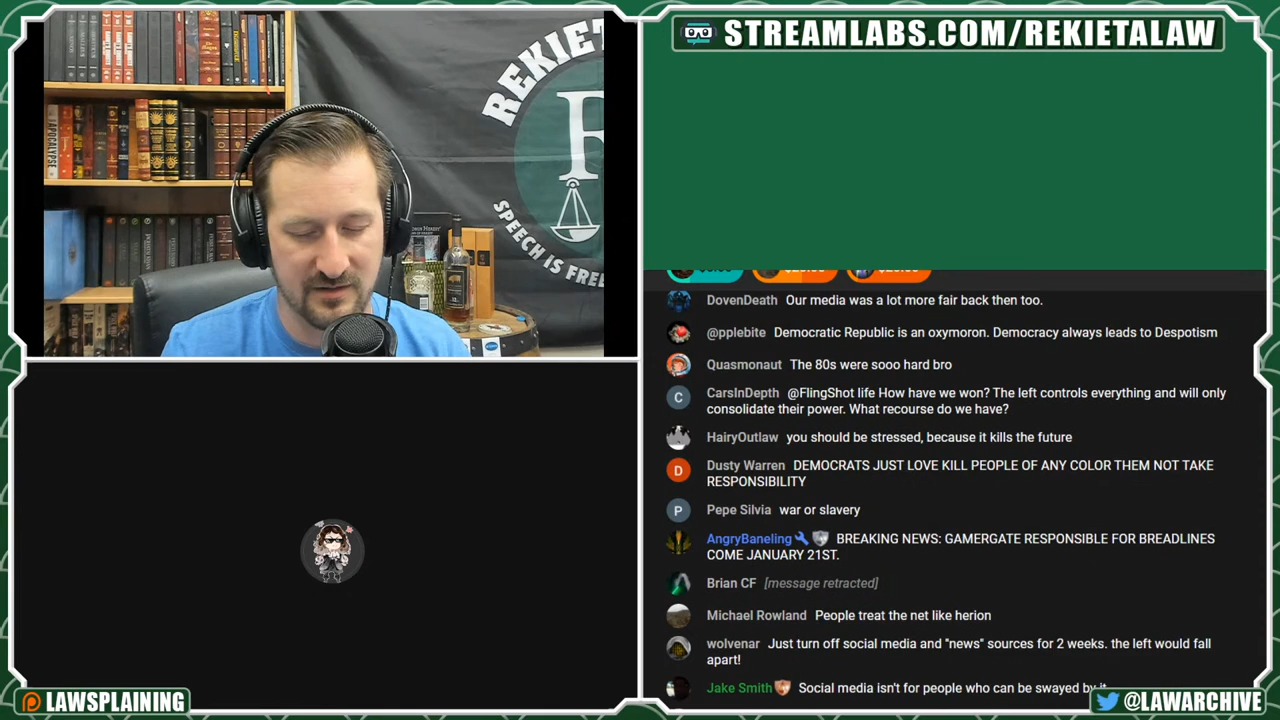 STREAMLABS.COM/REKIETALAW
REKIET
R
SPEECH IS FREE
APOCALYPSE
DovenDeath Our media was a lot more fair back then too.
@pplebite Democratic Republic is an oxymoron. Democracy always leads to Despotism
Quasmonaut The 80s were sooo hard bro
C CarsInDepth @FlingShot life How have we won? The left controls everything and will only
consolidate their power. What recourse do we have?
HairyOutlaw you should be stressed, because it kills the future
D Dusty Warren DEMOCRATS JUST LOVE KILL PEOPLE OF ANY COLOR THEM NOT TAKE
RESPONSIBILITY
P Pepe Silvia war or slavery
AngryBaneling BREAKING NEWS: GAMERGATE RESPONSIBLE FOR BREADLINES
COME JANUARY 21ST.
Brian CF [message retracted]
Michael Rowland People treat the net like herion
wolvenar Just turn off social media and "news" sources for 2 weeks. the left would fall
apart!
Jake Smith Social media isn't for people who can be swayed by it
LAWSPLAINING
@LAWARCHIVE